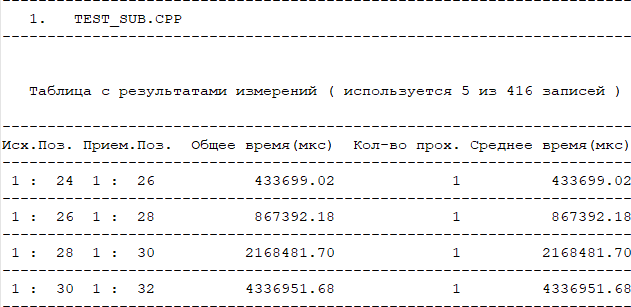 --------------------------------------------------------------------
1. TEST_SUB.CPP
--------------------------------------------------------------------
Таблица с результатами измерений ( используется 5 из 416 записей )
--------------------------------------------------------------------
Исх.Поз. Прием.Поз. Общее время(мкс) Кол-во прох. Среднее время(мкс)
--------------------------------------------------------------------
1 : 24 1 : 26 433699.02 1 433699.02
--------------------------------------------------------------------
1 : 26 1 : 28 867392.18 1 867392.18
--------------------------------------------------------------------
1 : 28 1 : 30 2168481.70 1 2168481.70
--------------------------------------------------------------------
1 : 30 1 : 32 4336951.68 1 4336951.68
--------------------------------------------------------------------